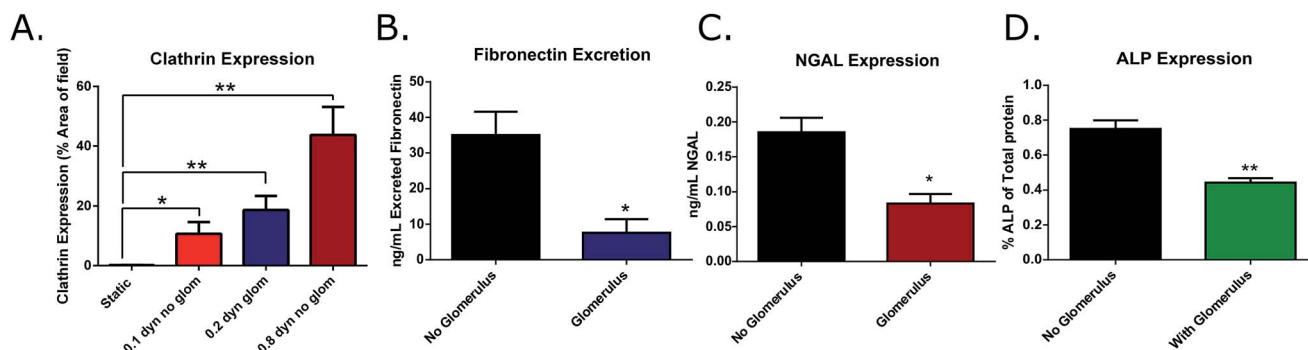 A.
Clathrin Expression
Clathrin Expression (% Area of field)
60
40
20
0
**
**
*
Static
0.1 dyn no glom
0.2 dyn glom
0.8 dyn no glom
B.
Fibronectin Excretion
ng/mL Excreted Fibronectin
50
40
30
20
10
0
*
No Glomerulus
Glomerulus
C.
NGAL Expression
ng/mL NGAL
0.20
0.15
0.10
0.05
0.00
*
No Glomerulus
Glomerulus
D.
ALP Expression
% ALP of Total protein
1.0
0.8
0.6
0.4
0.2
0.0
**
No Glomerulus
With Glomerulus